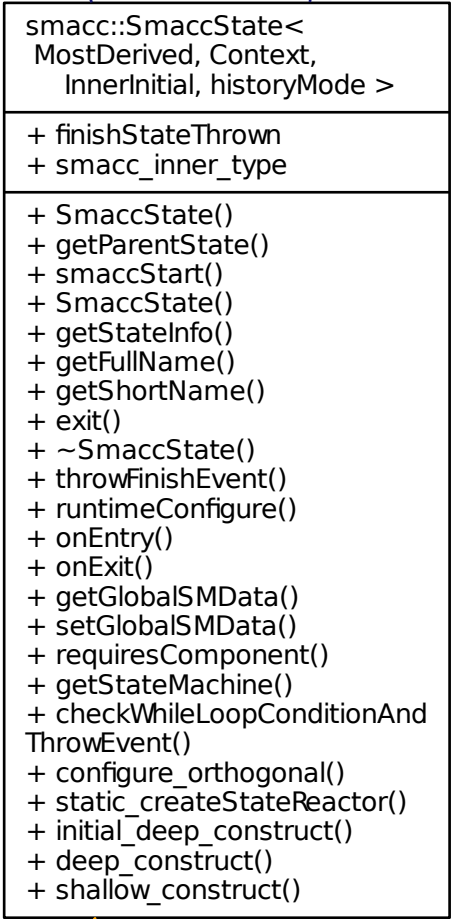 smacc::SmaccState<
MostDerived, Context,
InnerInitial, historyMode >
+ finishStateThrown
+ smacc_inner_type
+ SmaccState()
+ getParentState()
+ smaccStart()
+ SmaccState()
+ getStateInfo()
+ getFullName()
+ getShortName()
+ exit()
+ ~SmaccState()
+ throwFinishEvent()
+ runtimeConfigure()
+ onEntry()
+ onExit()
+ getGlobalSMData()
+ setGlobalSMData()
+ requiresComponent()
+ getStateMachine()
+ checkWhileLoopConditionAnd
ThrowEvent()
+ configure_orthogonal()
+ static_createStateReactor()
+ initial_deep_construct()
+ deep_construct()
+ shallow_construct()